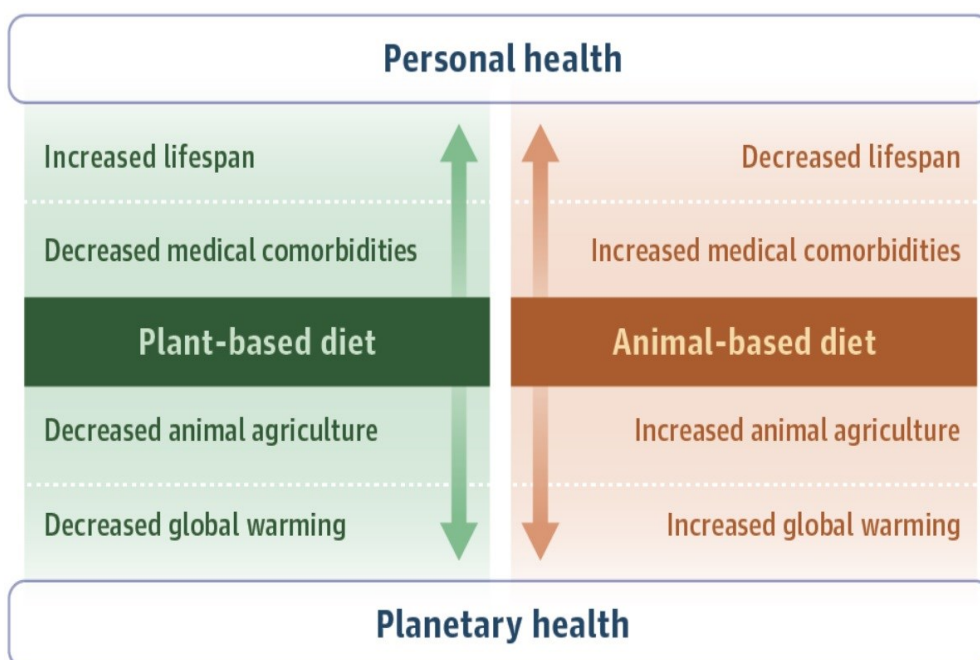 Personal health
Increased lifespan
Decreased lifespan
Decreased medical comorbidities
Increased medical comorbidities
Plant-based diet
Animal-based diet
Decreased animal agriculture
Increased animal agriculture
Decreased global warming
Increased global warming
Planetary health